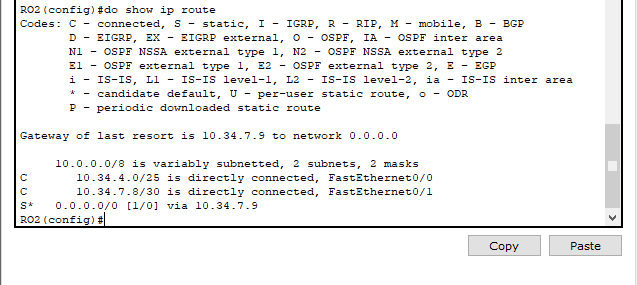 RO2(config)#do show ip route
Codes: C - connected, S - static, I - IGRP, R - RIP, M - mobile, B - BGP
D - EIGRP, EX - EIGRP external, O - OSPF, IA - OSPF inter area
N1 - OSPF NSSA external type 1, N2 - OSPF NSSA external type 2
E1 - OSPF external type 1, E2 - OSPF external type 2, E - EGP
i - IS-IS, L1 - IS-IS level-1, L2 - IS-IS level-2, ia - IS-IS inter area
* - candidate default, U - per-user static route, o - ODR
P - periodic downloaded static route
Gateway of last resort is 10.34.7.9 to network 0.0.0.0
10.0.0.0/8 is variably subnetted, 2 subnets, 2 masks
C 10.34.4.0/25 is directly connected, FastEthernet0/0
C 10.34.7.8/30 is directly connected, FastEthernet0/1
S* 0.0.0.0/0 [1/0] via 10.34.7.9
RO2(config)#
Copy Paste